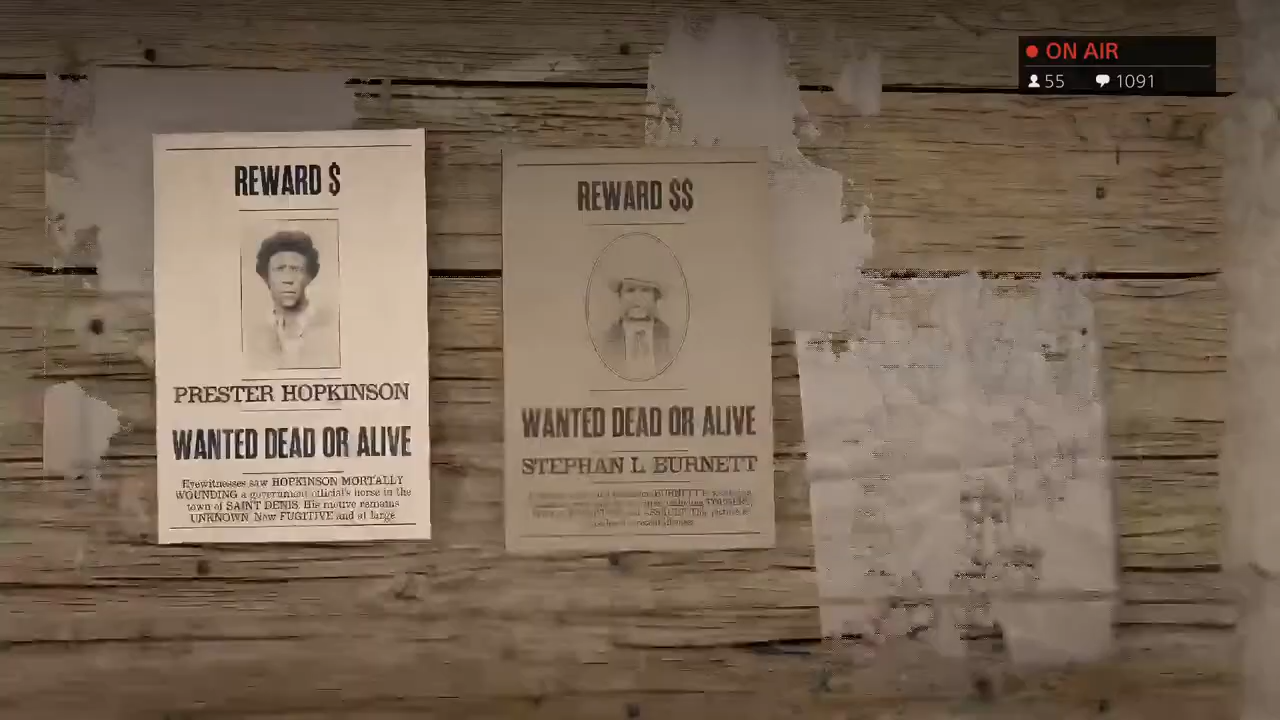 ON AIR
55 1091
REWARD $
PRESTER HOPKINSON
WANTED DEAD OR ALIVE
Eyewitnesses saw HOPKINSON MORTALLY
WOUNDING a government official's horse in the
town of SAINT DENIS. His motive remains
UNKNOWN. Now FUGITIVE and at large
REWARD $$
WANTED DEAD OR ALIVE
STEPHAN L. BURNETT